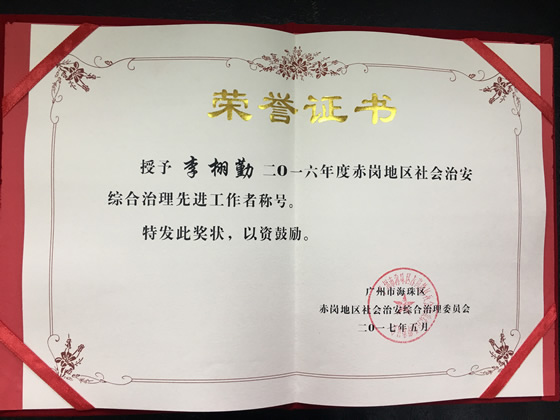 荣誉证书
授予 李栩勤 二〇一六年度赤岗地区社会治安
综合治理先进工作者称号。
特发此奖状，以资鼓励。
广州市海珠区
赤岗地区社会治安综合治理委员会
二〇一七年五月